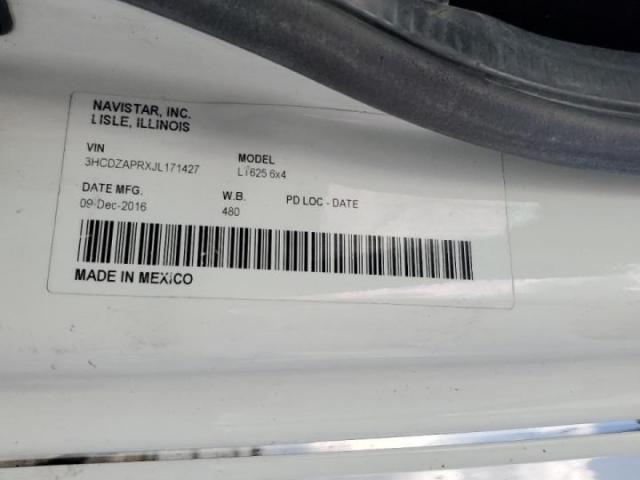 NAVISTAR, INC.
LISLE, ILLINOIS
VIN MODEL
3HCDZAPRXJL171427 LT625 6x4
DATE MFG. W.B. PD LOC - DATE
09-Dec-2016 480
MADE IN MEXICO